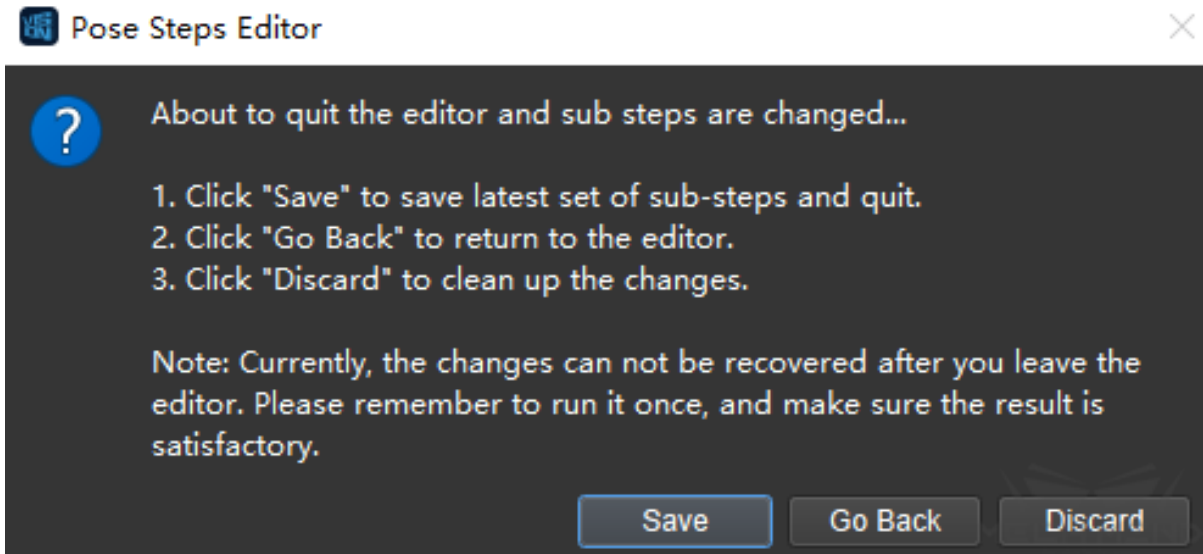 Pose Steps Editor
About to quit the editor and sub steps are changed...
1. Click "Save" to save latest set of sub-steps and quit.
2. Click "Go Back" to return to the editor.
3. Click "Discard" to clean up the changes.
Note: Currently, the changes can not be recovered after you leave the
editor. Please remember to run it once, and make sure the result is
satisfactory.
Save Go Back Discard